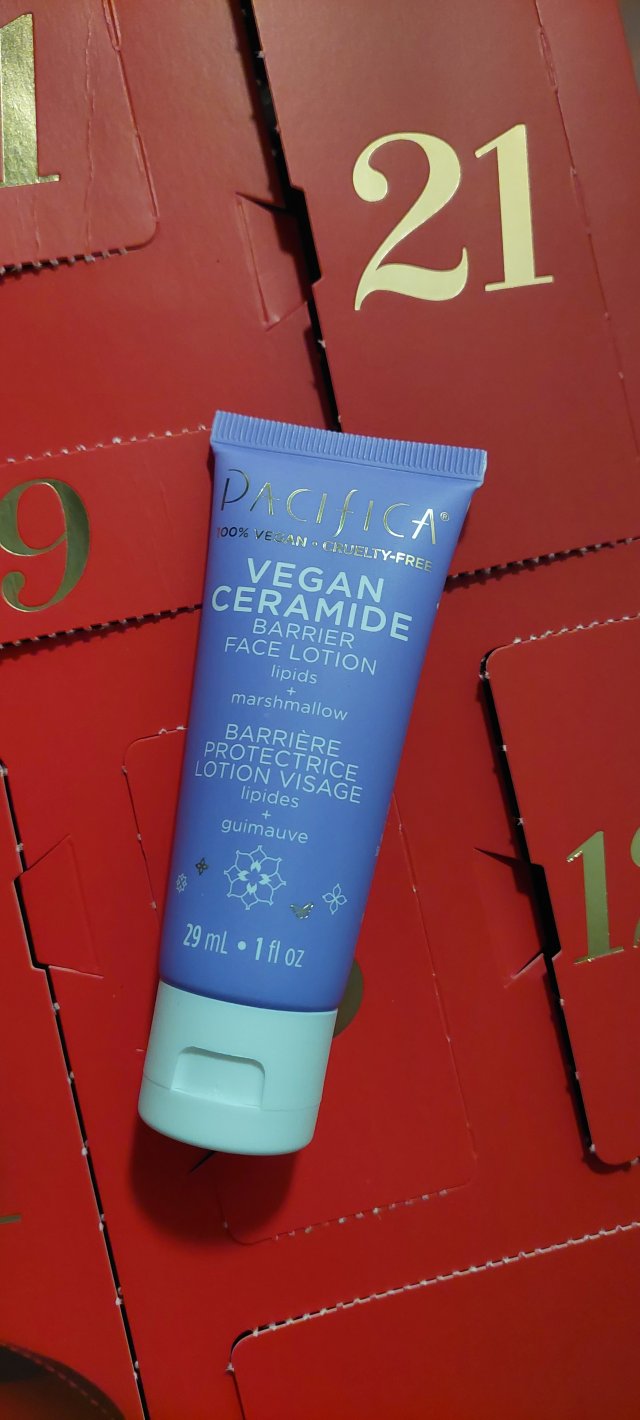 21
9
PACIFICA®
100% VEGAN • CRUELTY-FREE
VEGAN
CERAMIDE
BARRIER
FACE LOTION
lipids
+
marshmallow
BARRIÈRE
PROTECTRICE
LOTION VISAGE
lipides
+
guimauve
29 mL • 1 fl oz